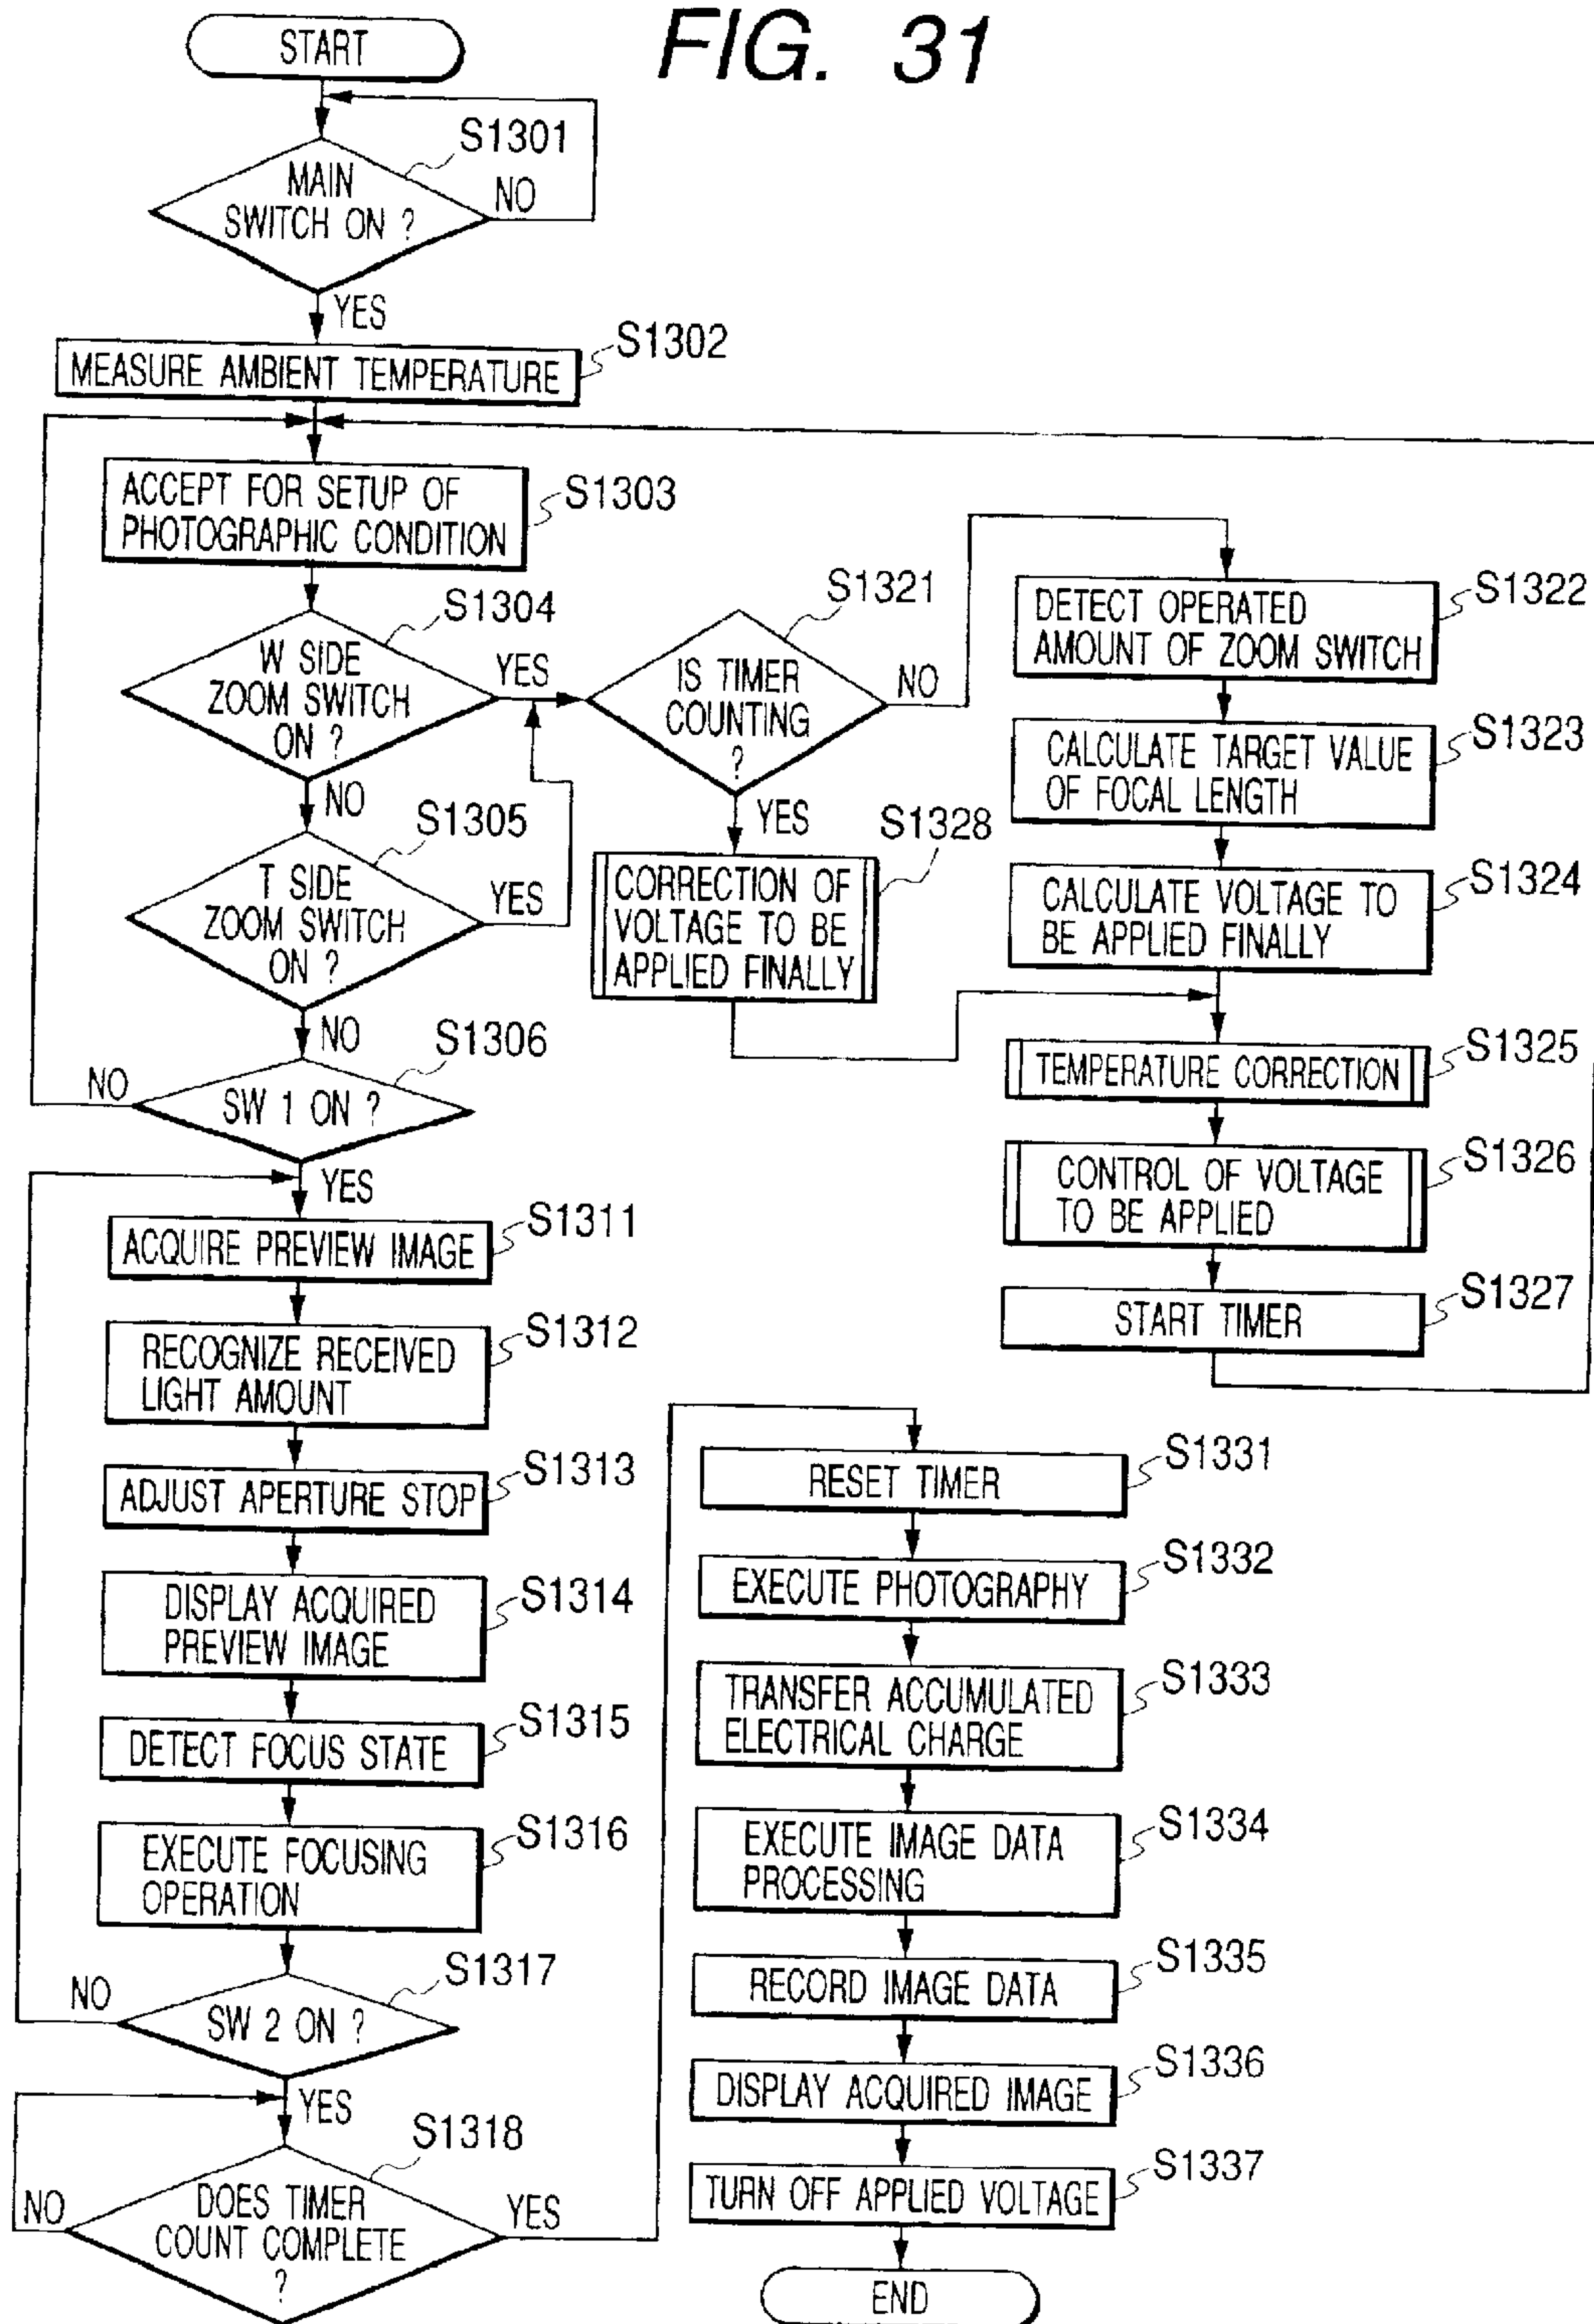 FIG. 31
START
S1301
MAIN
SWITCH ON ?
NO
YES
S1302
MEASURE AMBIENT TEMPERATURE
ACCEPT FOR SETUP OF
PHOTOGRAPHIC CONDITION
S1303
S1304
W SIDE
ZOOM SWITCH
ON ?
YES
NO
S1305
T SIDE
ZOOM SWITCH
ON ?
YES
NO
S1306
SW 1 ON ?
NO
YES
ACQUIRE PREVIEW IMAGE
S1311
RECOGNIZE RECEIVED
LIGHT AMOUNT
S1312
ADJUST APERTURE STOP
S1313
DISPLAY ACQUIRED
PREVIEW IMAGE
S1314
DETECT FOCUS STATE
S1315
EXECUTE FOCUSING
OPERATION
S1316
S1317
SW 2 ON ?
NO
YES
S1318
DOES TIMER
COUNT COMPLETE
?
NO
YES
S1321
IS TIMER
COUNTING
?
NO
YES
S1328
CORRECTION OF
VOLTAGE TO BE
APPLIED FINALLY
DETECT OPERATED
AMOUNT OF ZOOM SWITCH
S1322
CALCULATE TARGET VALUE
OF FOCAL LENGTH
S1323
CALCULATE VOLTAGE TO
BE APPLIED FINALLY
S1324
TEMPERATURE CORRECTION
S1325
CONTROL OF VOLTAGE
TO BE APPLIED
S1326
START TIMER
S1327
RESET TIMER
S1331
EXECUTE PHOTOGRAPHY
S1332
TRANSFER ACCUMULATED
ELECTRICAL CHARGE
S1333
EXECUTE IMAGE DATA
PROCESSING
S1334
RECORD IMAGE DATA
S1335
DISPLAY ACQUIRED IMAGE
S1336
TURN OFF APPLIED VOLTAGE
S1337
END